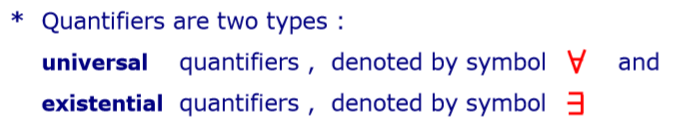 * Quantifiers are two types :
universal quantifiers , denoted by symbol ∀ and
existential quantifiers , denoted by symbol ∃